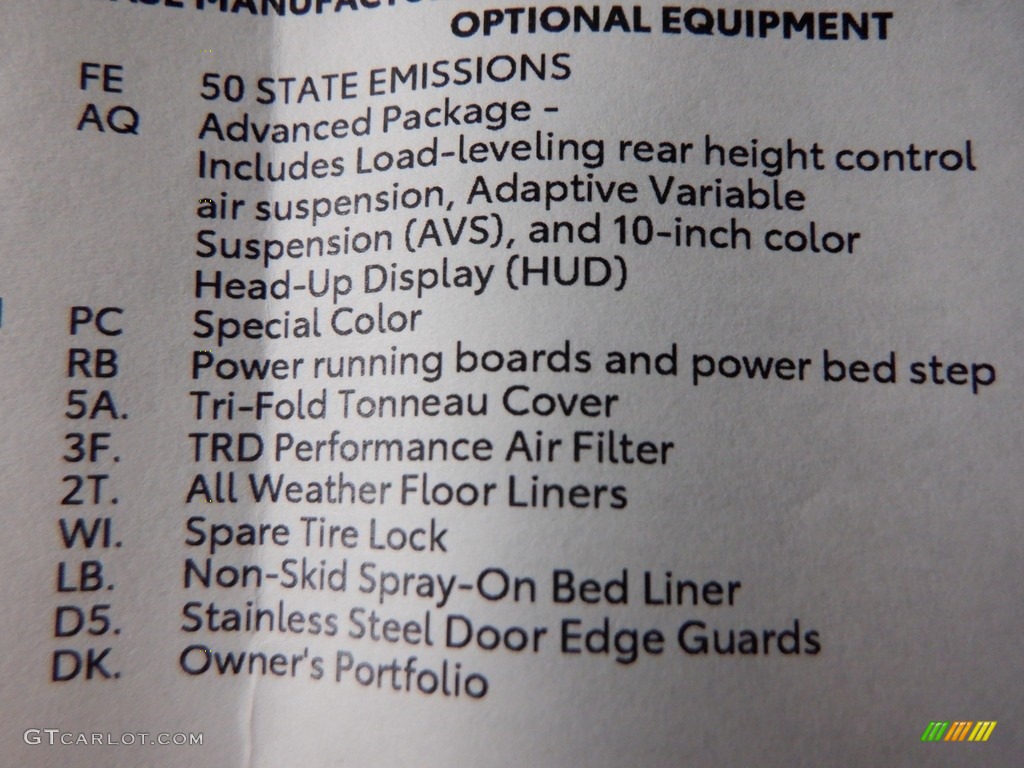 OPTIONAL EQUIPMENT
FE 50 STATE EMISSIONS
AQ Advanced Package -
Includes Load-leveling rear height control
air suspension, Adaptive Variable
Suspension (AVS), and 10-inch color
Head-Up Display (HUD)
PC Special Color
RB Power running boards and power bed step
5A. Tri-Fold Tonneau Cover
3F. TRD Performance Air Filter
2T. All Weather Floor Liners
WI. Spare Tire Lock
LB. Non-Skid Spray-On Bed Liner
D5. Stainless Steel Door Edge Guards
DK. Owner's Portfolio
GTCARLOT.COM